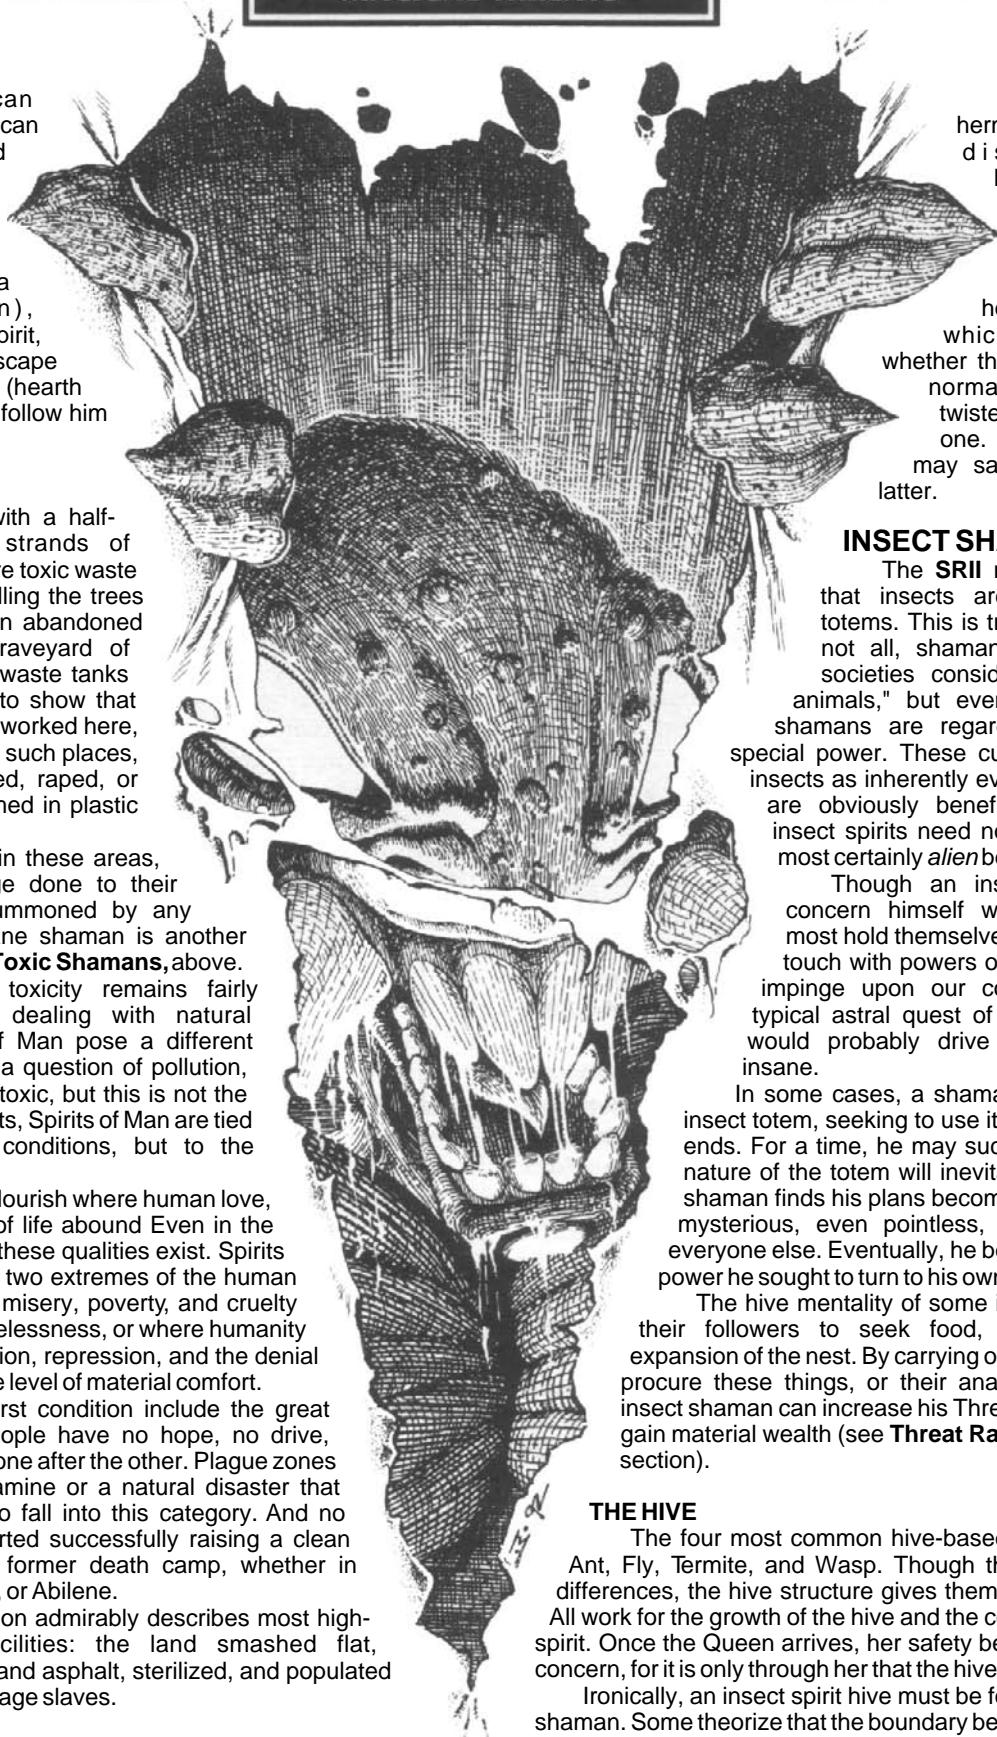 can
can
d
a
n),
pirit,
scape
(hearth
follow him
with a half-
strands of
re toxic waste
lling the trees
n abandoned
raveyard of
waste tanks
to show that
worked here,
such places,
ed, raped, or
ned in plastic
in these areas,
ge done to their
ummoned by any
ane shaman is another
Toxic Shamans, above.
toxicity remains fairly
dealing with natural
f Man pose a different
a question of pollution,
toxic, but this is not the
ts, Spirits of Man are tied
conditions, but to the
lourish where human love,
of life abound Even in the
these qualities exist. Spirits
two extremes of the human
misery, poverty, and cruelty
elessness, or where humanity
ion, repression, and the denial
e level of material comfort.
rst condition include the great
ople have no hope, no drive,
one after the other. Plague zones
amine or a natural disaster that
o fall into this category. And no
rted successfully raising a clean
former death camp, whether in
, or Abilene.
on admirably describes most high-
cilities: the land smashed flat,
and asphalt, sterilized, and populated
age slaves.
herr
dis
ho
whic
whether th
norma
twiste
one.
may sa
latter.
INSECT SHA
The SRII r
that insects are
totems. This is tr
not all, shaman
societies consid
animals," but even
shamans are regar
special power. These cu
insects as inherently ev
are obviously benef
insect spirits need no
most certainly alien be
Though an ins
concern himself w
most hold themselve
touch with powers o
impinge upon our co
typical astral quest of
would probably drive
insane.
In some cases, a shama
insect totem, seeking to use it
ends. For a time, he may suc
nature of the totem will inevit
shaman finds his plans becom
mysterious, even pointless,
everyone else. Eventually, he be
power he sought to turn to his own
The hive mentality of some i
their followers to seek food,
expansion of the nest. By carrying o
procure these things, or their ana
insect shaman can increase his Thre
gain material wealth (see Threat Ra
section).
THE HIVE
The four most common hive-based
Ant, Fly, Termite, and Wasp. Though th
differences, the hive structure gives them
All work for the growth of the hive and the co
spirit. Once the Queen arrives, her safety be
concern, for it is only through her that the hive
Ironically, an insect spirit hive must be fo
shaman. Some theorize that the boundary be